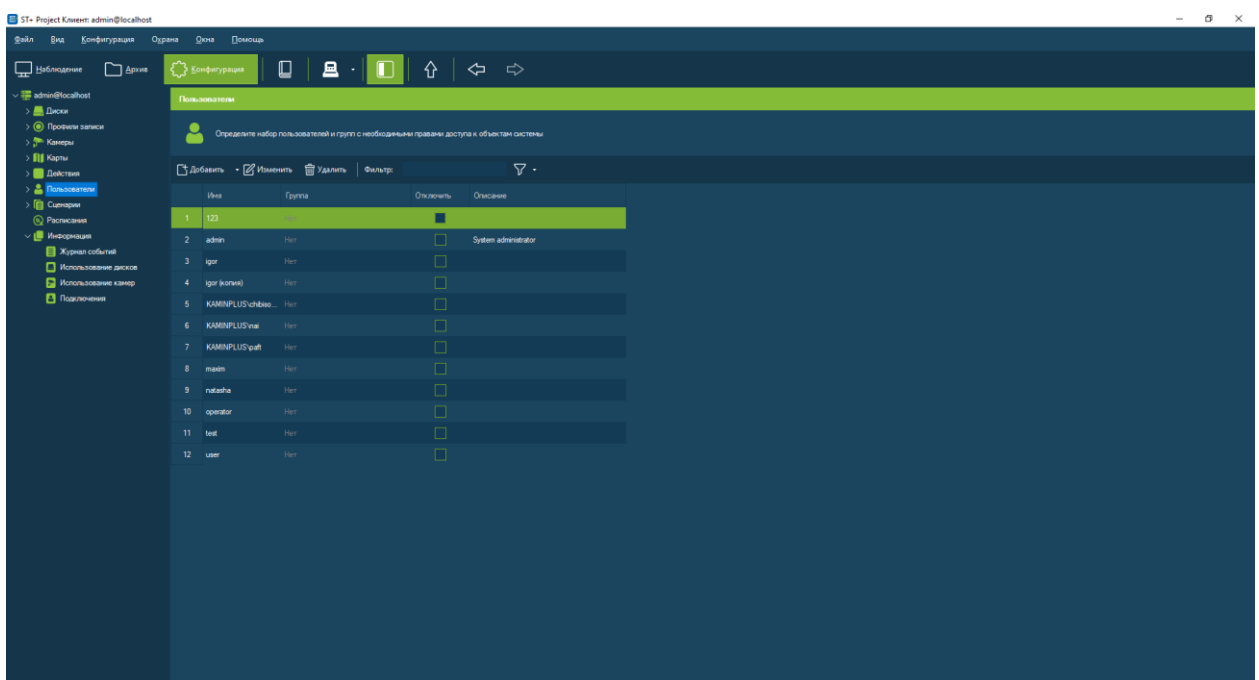 ST+ Project Клиент: admin@localhost
Файл Вид Конфигурация Охрана Окна Помощь
Наблюдение Архив Конфигурация
admin@localhost
Диски
Профили записи
Камеры
Карты
Действия
Пользователи
Сценарии
Расписания
Информация
Журнал событий
Использование дисков
Использование камер
Подключения
Пользователи
Определите набор пользователей и групп с необходимыми правами доступа к объектам системы
Добавить Изменить Удалить Фильтр:
Имя Группа Отключить Описание
1 123 Нет
2 admin Нет System administrator
3 igor Нет
4 igor (копия) Нет
5 KAMINPLUS\chibiso... Нет
6 KAMINPLUS\nai Нет
7 KAMINPLUS\paft Нет
8 maxim Нет
9 natasha Нет
10 operator Нет
11 test Нет
12 user Нет